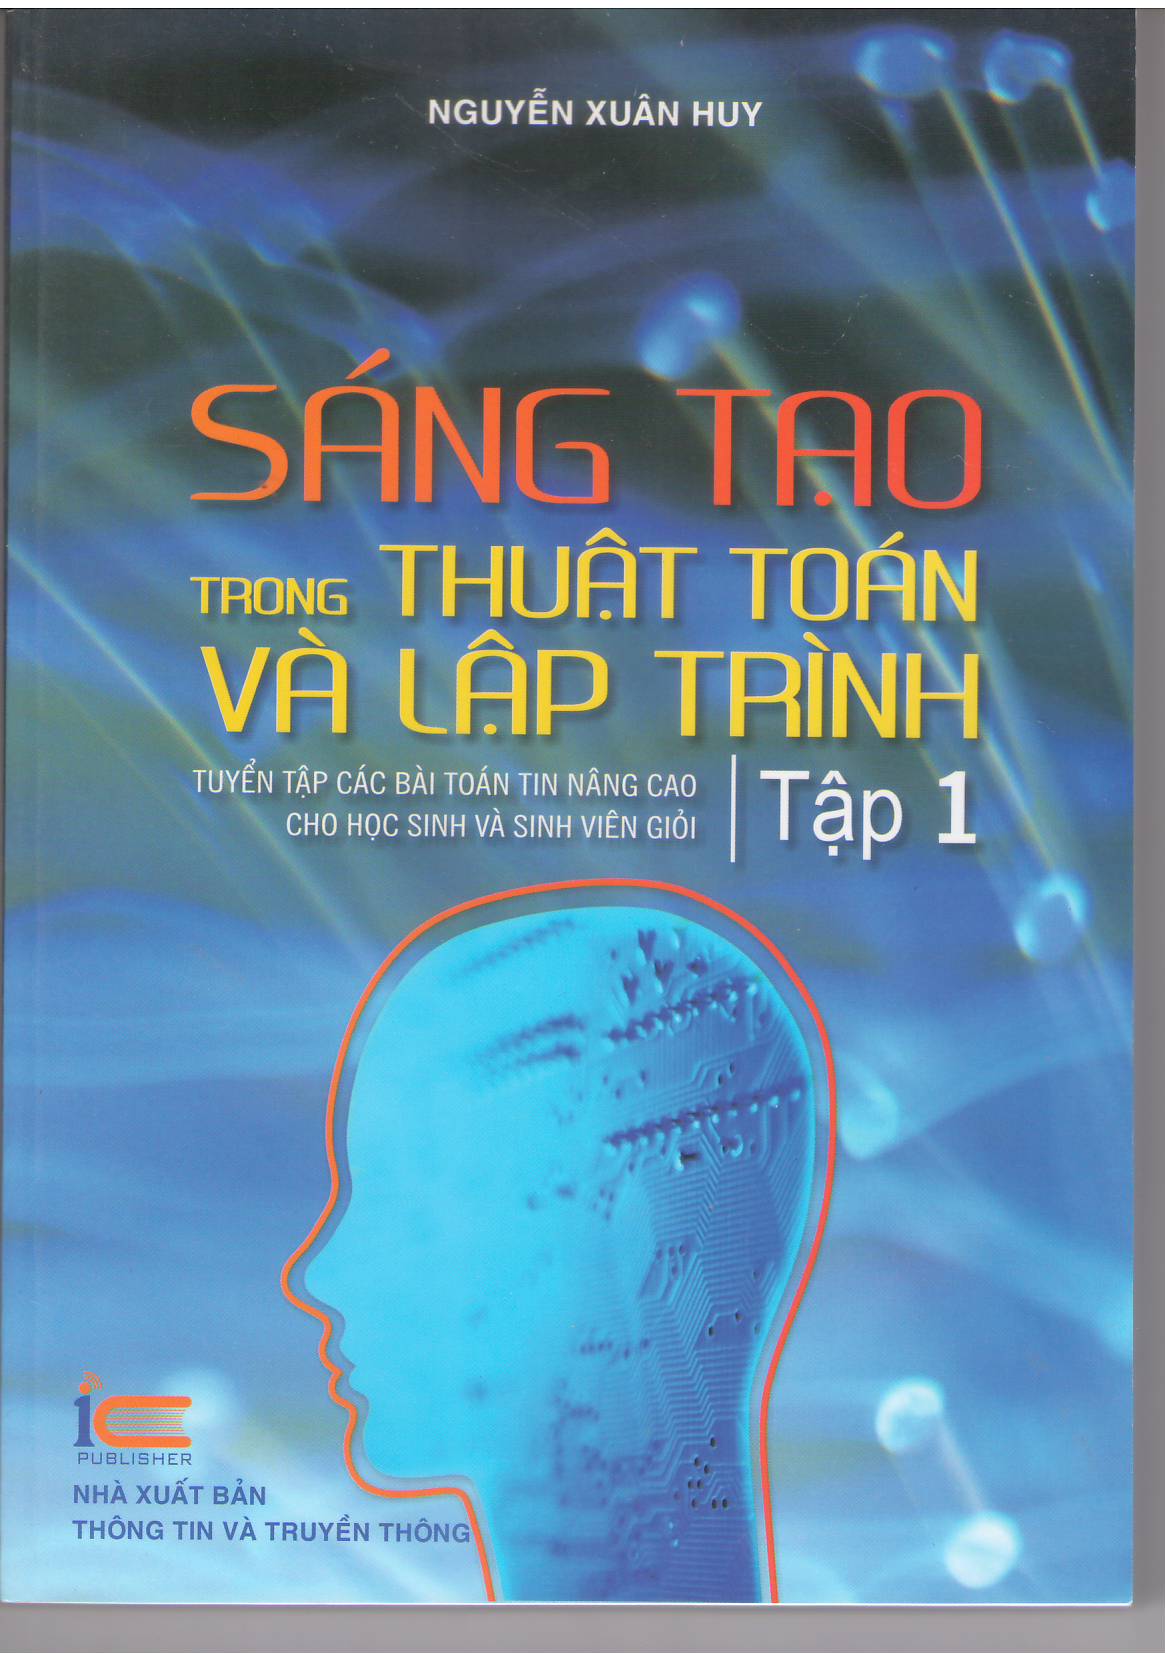 NGUYỄN XUÂN HUY
SÁNG TẠO
TRONG THUẬT TOÁN
VÀ LẬP TRÌNH
TUYỂN TẬP CÁC BÀI TOÁN TIN NÂNG CAO
CHO HỌC SINH VÀ SINH VIÊN GIỎI
Tập 1
iC
PUBLISHER
NHÀ XUẤT BẢN
THÔNG TIN VÀ TRUYỀN THÔNG